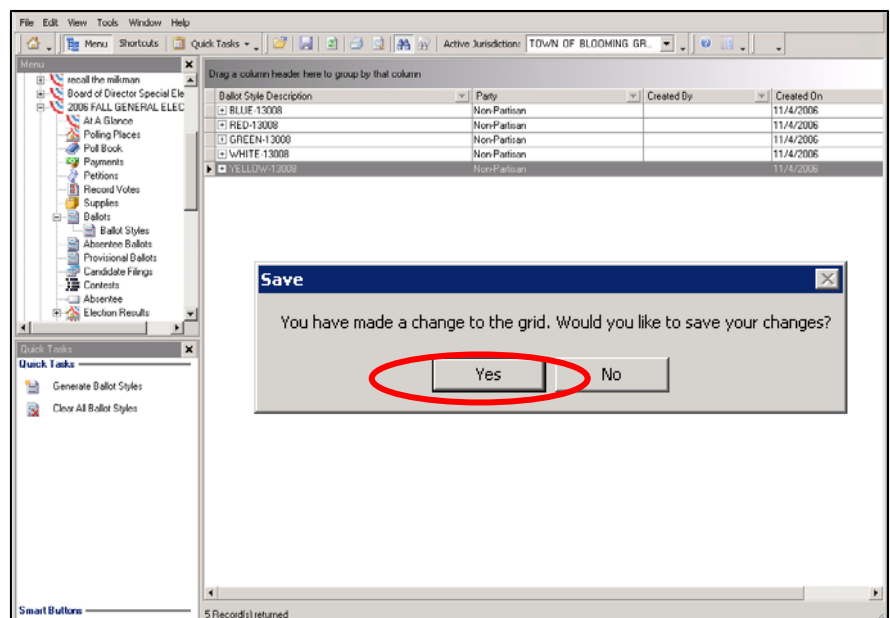 File Edit View Tools Window Help
Menu Shortcuts Quick Tasks Active Jurisdiction: TOWN OF BLOOMING GR...
Menu
recall the milkman
Board of Director Special Ele
2006 FALL GENERAL ELEC
At A Glance
Polling Places
Poll Book
Payments
Petitions
Record Votes
Supplies
Ballots
Ballot Styles
Absentee Ballots
Provisional Ballots
Candidate Filings
Contests
Absentee
Election Results
Quick Tasks
Quick Tasks
Generate Ballot Styles
Clear All Ballot Styles
Smart Buttons
Drag a column header here to group by that column
Ballot Style Description Party Created By Created On
BLUE-13008 Non-Partisan 11/4/2006
RED-13008 Non-Partisan 11/4/2006
GREEN-13008 Non-Partisan 11/4/2006
WHITE-13008 Non-Partisan 11/4/2006
YELLOW-13008 Non-Partisan 11/4/2006
Save
You have made a change to the grid. Would you like to save your changes?
Yes No
5 Record(s) returned